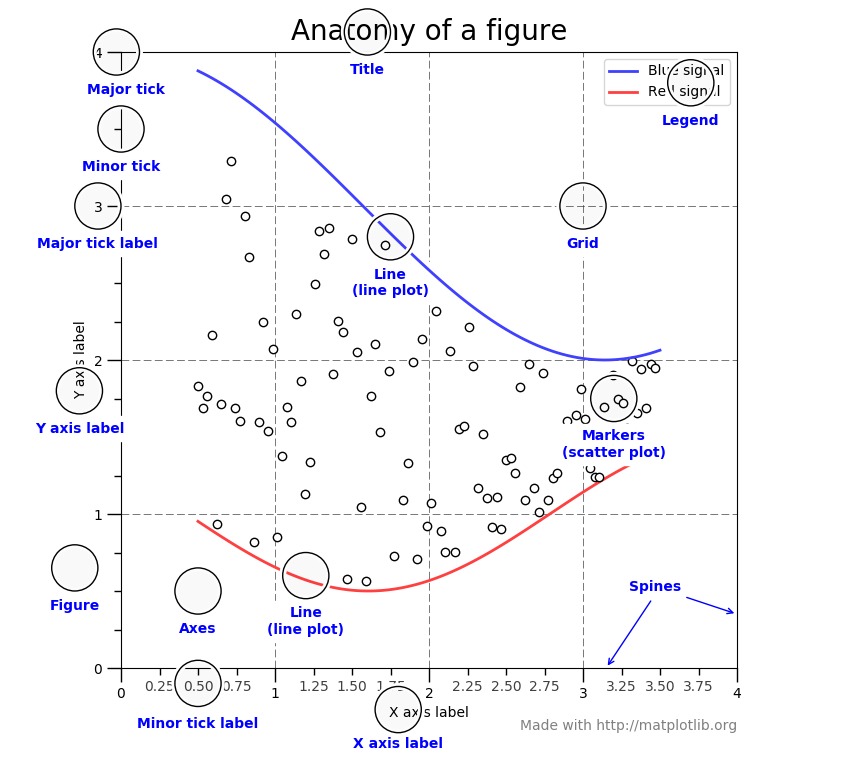 Anatomy of a figure
4
Title
Blue signal
Major tick
Red signal
Legend
Minor tick
3
Major tick label
Grid
Line
(line plot)
2
Y axis label
Y axis label
Markers
(scatter plot)
1
Spines
Figure
Line
(line plot)
Axes
0
0 0.25 0.50 0.75 1 1.25 1.50 1.75 2 2.25 2.50 2.75 3 3.25 3.50 3.75 4
X axis label
Minor tick label
Made with http://matplotlib.org
X axis label